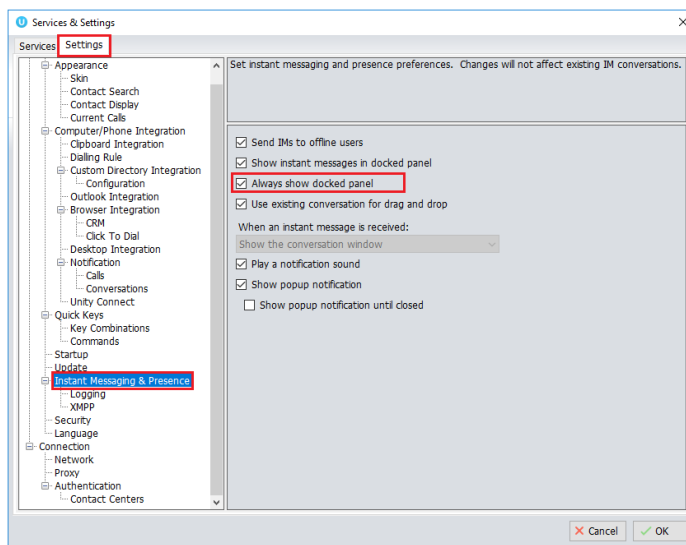 Services & Settings
Services Settings
Appearance
Skin
Contact Search
Contact Display
Current Calls
Computer/Phone Integration
Clipboard Integration
Dialling Rule
Custom Directory Integration
Configuration
Outlook Integration
Browser Integration
CRM
Click To Dial
Desktop Integration
Notification
Calls
Conversations
Unity Connect
Quick Keys
Key Combinations
Commands
Startup
Update
Instant Messaging & Presence
Logging
XMPP
Security
Language
Connection
Network
Proxy
Authentication
Contact Centers
Set instant messaging and presence preferences. Changes will not affect existing IM conversations.
Send IMs to offline users
Show instant messages in docked panel
Always show docked panel
Use existing conversation for drag and drop
When an instant message is received:
Show the conversation window
Play a notification sound
Show popup notification
Show popup notification until closed
Cancel OK